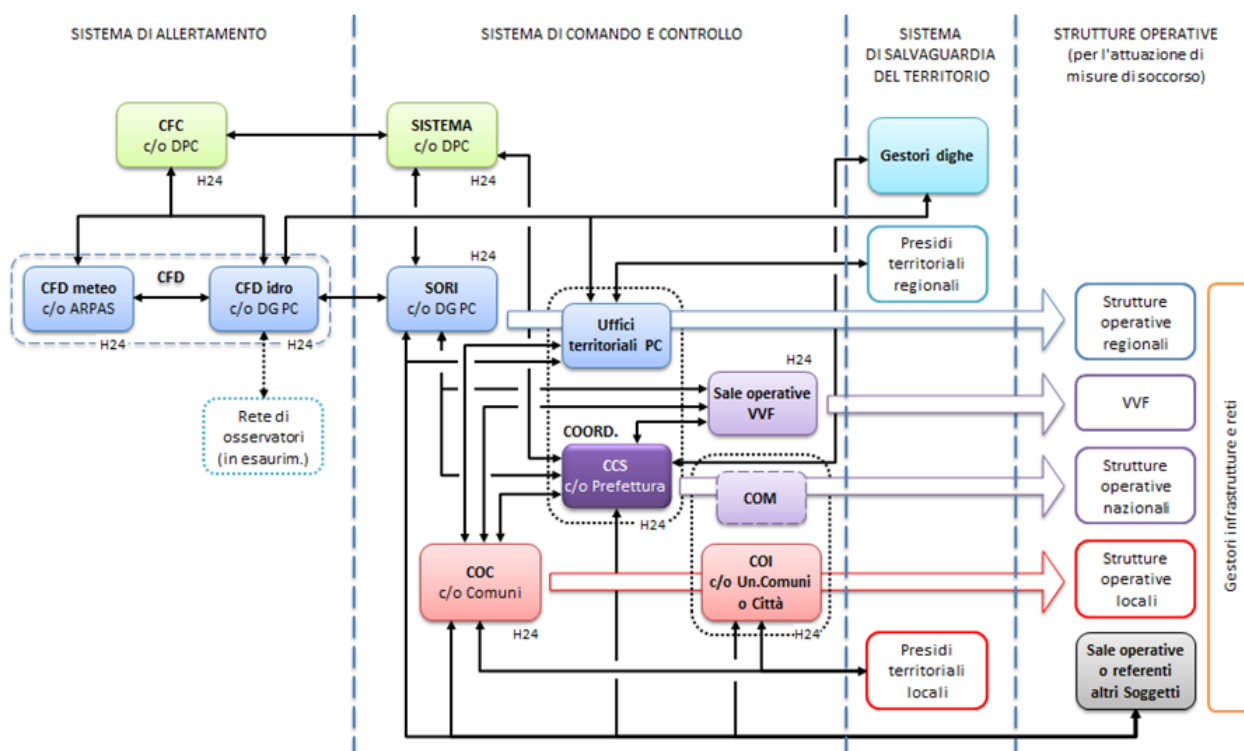 SISTEMA DI ALLERTAMENTO
SISTEMA DI COMANDO E CONTROLLO
SISTEMA
DI SALVAGUARDIA
DEL TERRITORIO
STRUTTURE OPERATIVE
(per l'attuazione di
misure di soccorso)
CFC
c/o DPC
H24
SISTEMA
c/o DPC
H24
Gestori dighe
CFD meteo
c/o ARPAS
H24
CFD
CFD idro
c/o DG PC
H24
H24
SORI
c/o DG PC
Uffici
territoriali PC
Presidi
territoriali
regionali
Strutture
operative
regionali
Rete di
osservatori
(in esaurim.)
H24
Sale operative
VVF
VVF
COORD.
CCS
c/o Prefettura
H24
COM
Strutture
operative
nazionali
COC
c/o Comuni
H24
COI
c/o Un.Comuni
o Città
H24
Strutture
operative
locali
Presidi
territoriali
locali
Sale operative
o referenti
altri Soggetti
Gestori infrastrutture e reti